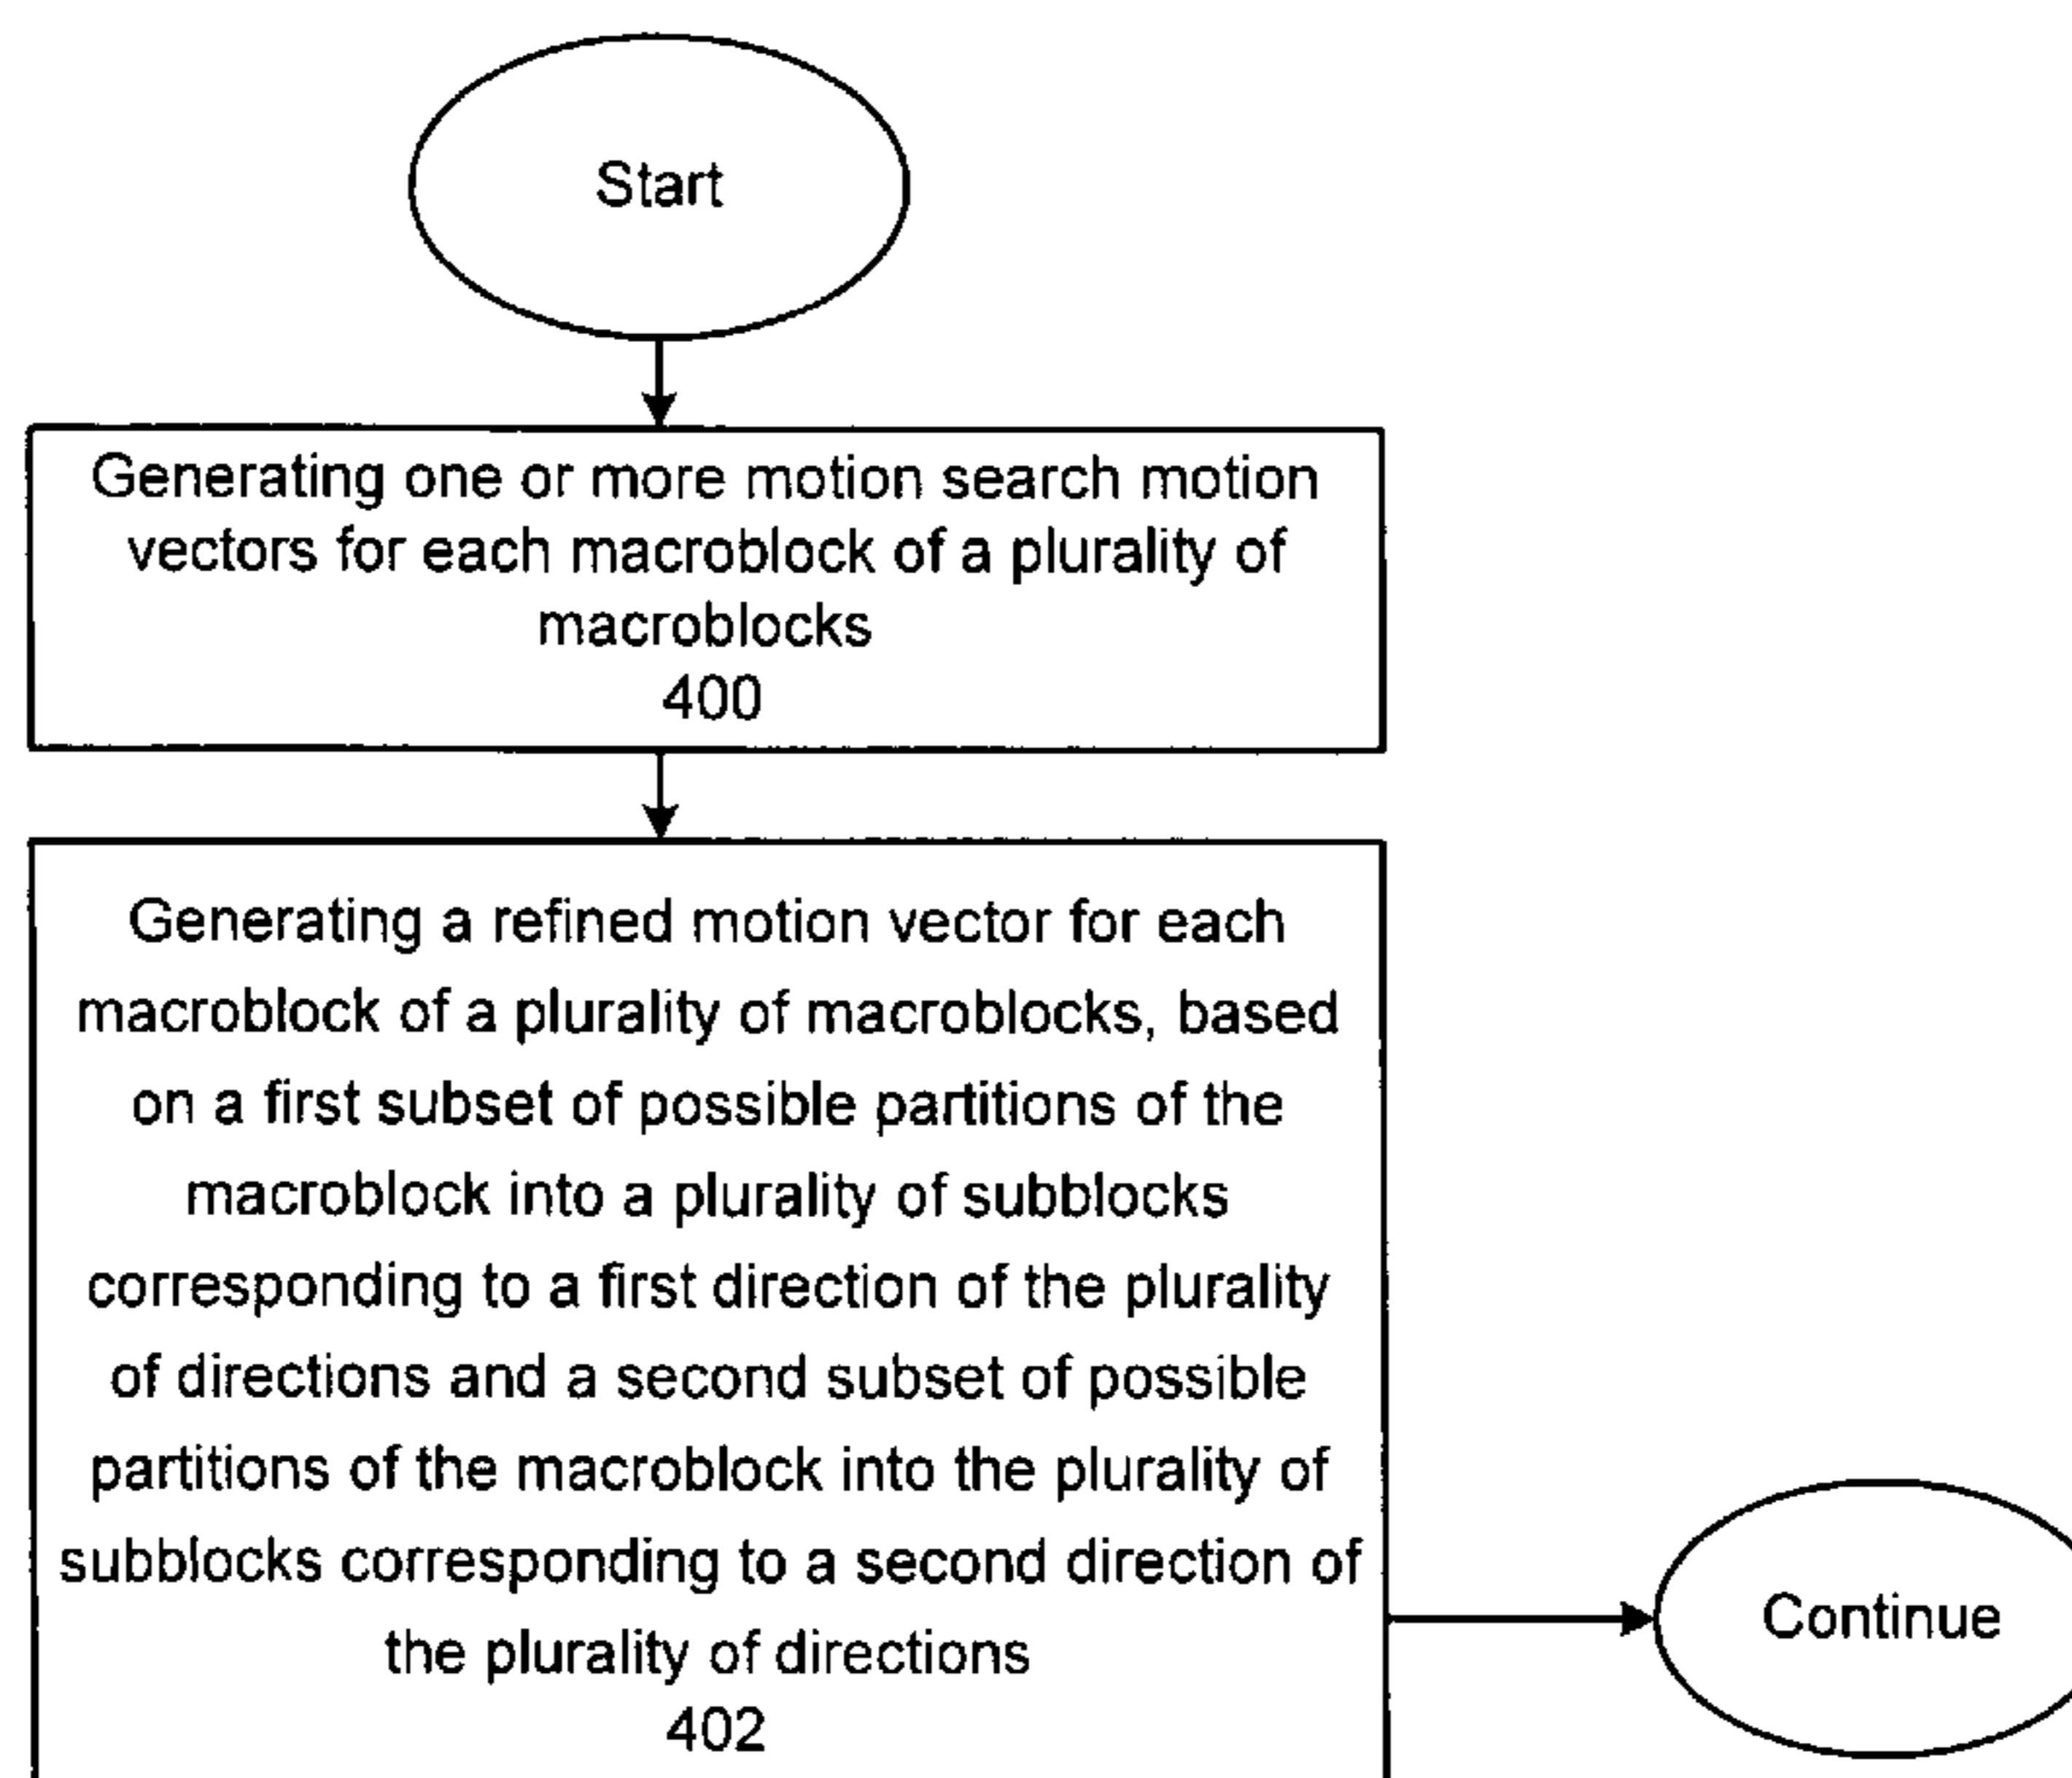 Start
Generating one or more motion search motion
vectors for each macroblock of a plurality of
macroblocks
400
Generating a refined motion vector for each
macroblock of a plurality of macroblocks, based
on a first subset of possible partitions of the
macroblock into a plurality of subblocks
corresponding to a first direction of the plurality
of directions and a second subset of possible
partitions of the macroblock into the plurality of
subblocks corresponding to a second direction of
the plurality of directions
402
Continue